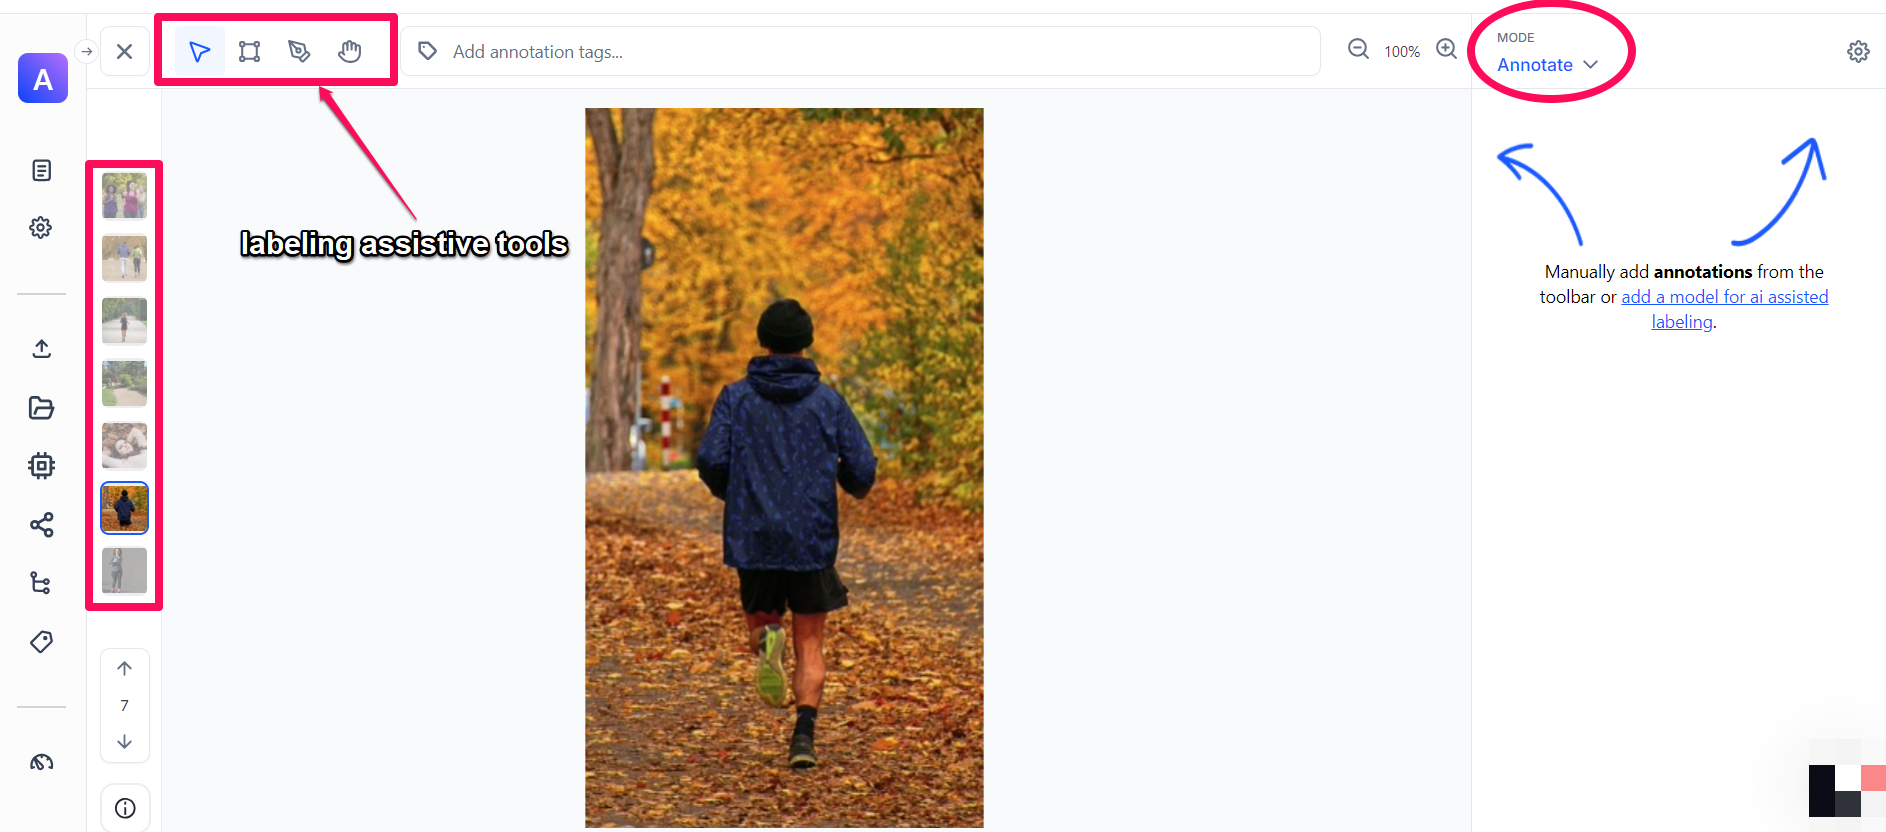 A
Add annotation tags...
100%
MODE
Annotate
labeling assistive tools
Manually add annotations from the
toolbar or add a model for ai assisted
labeling.
7